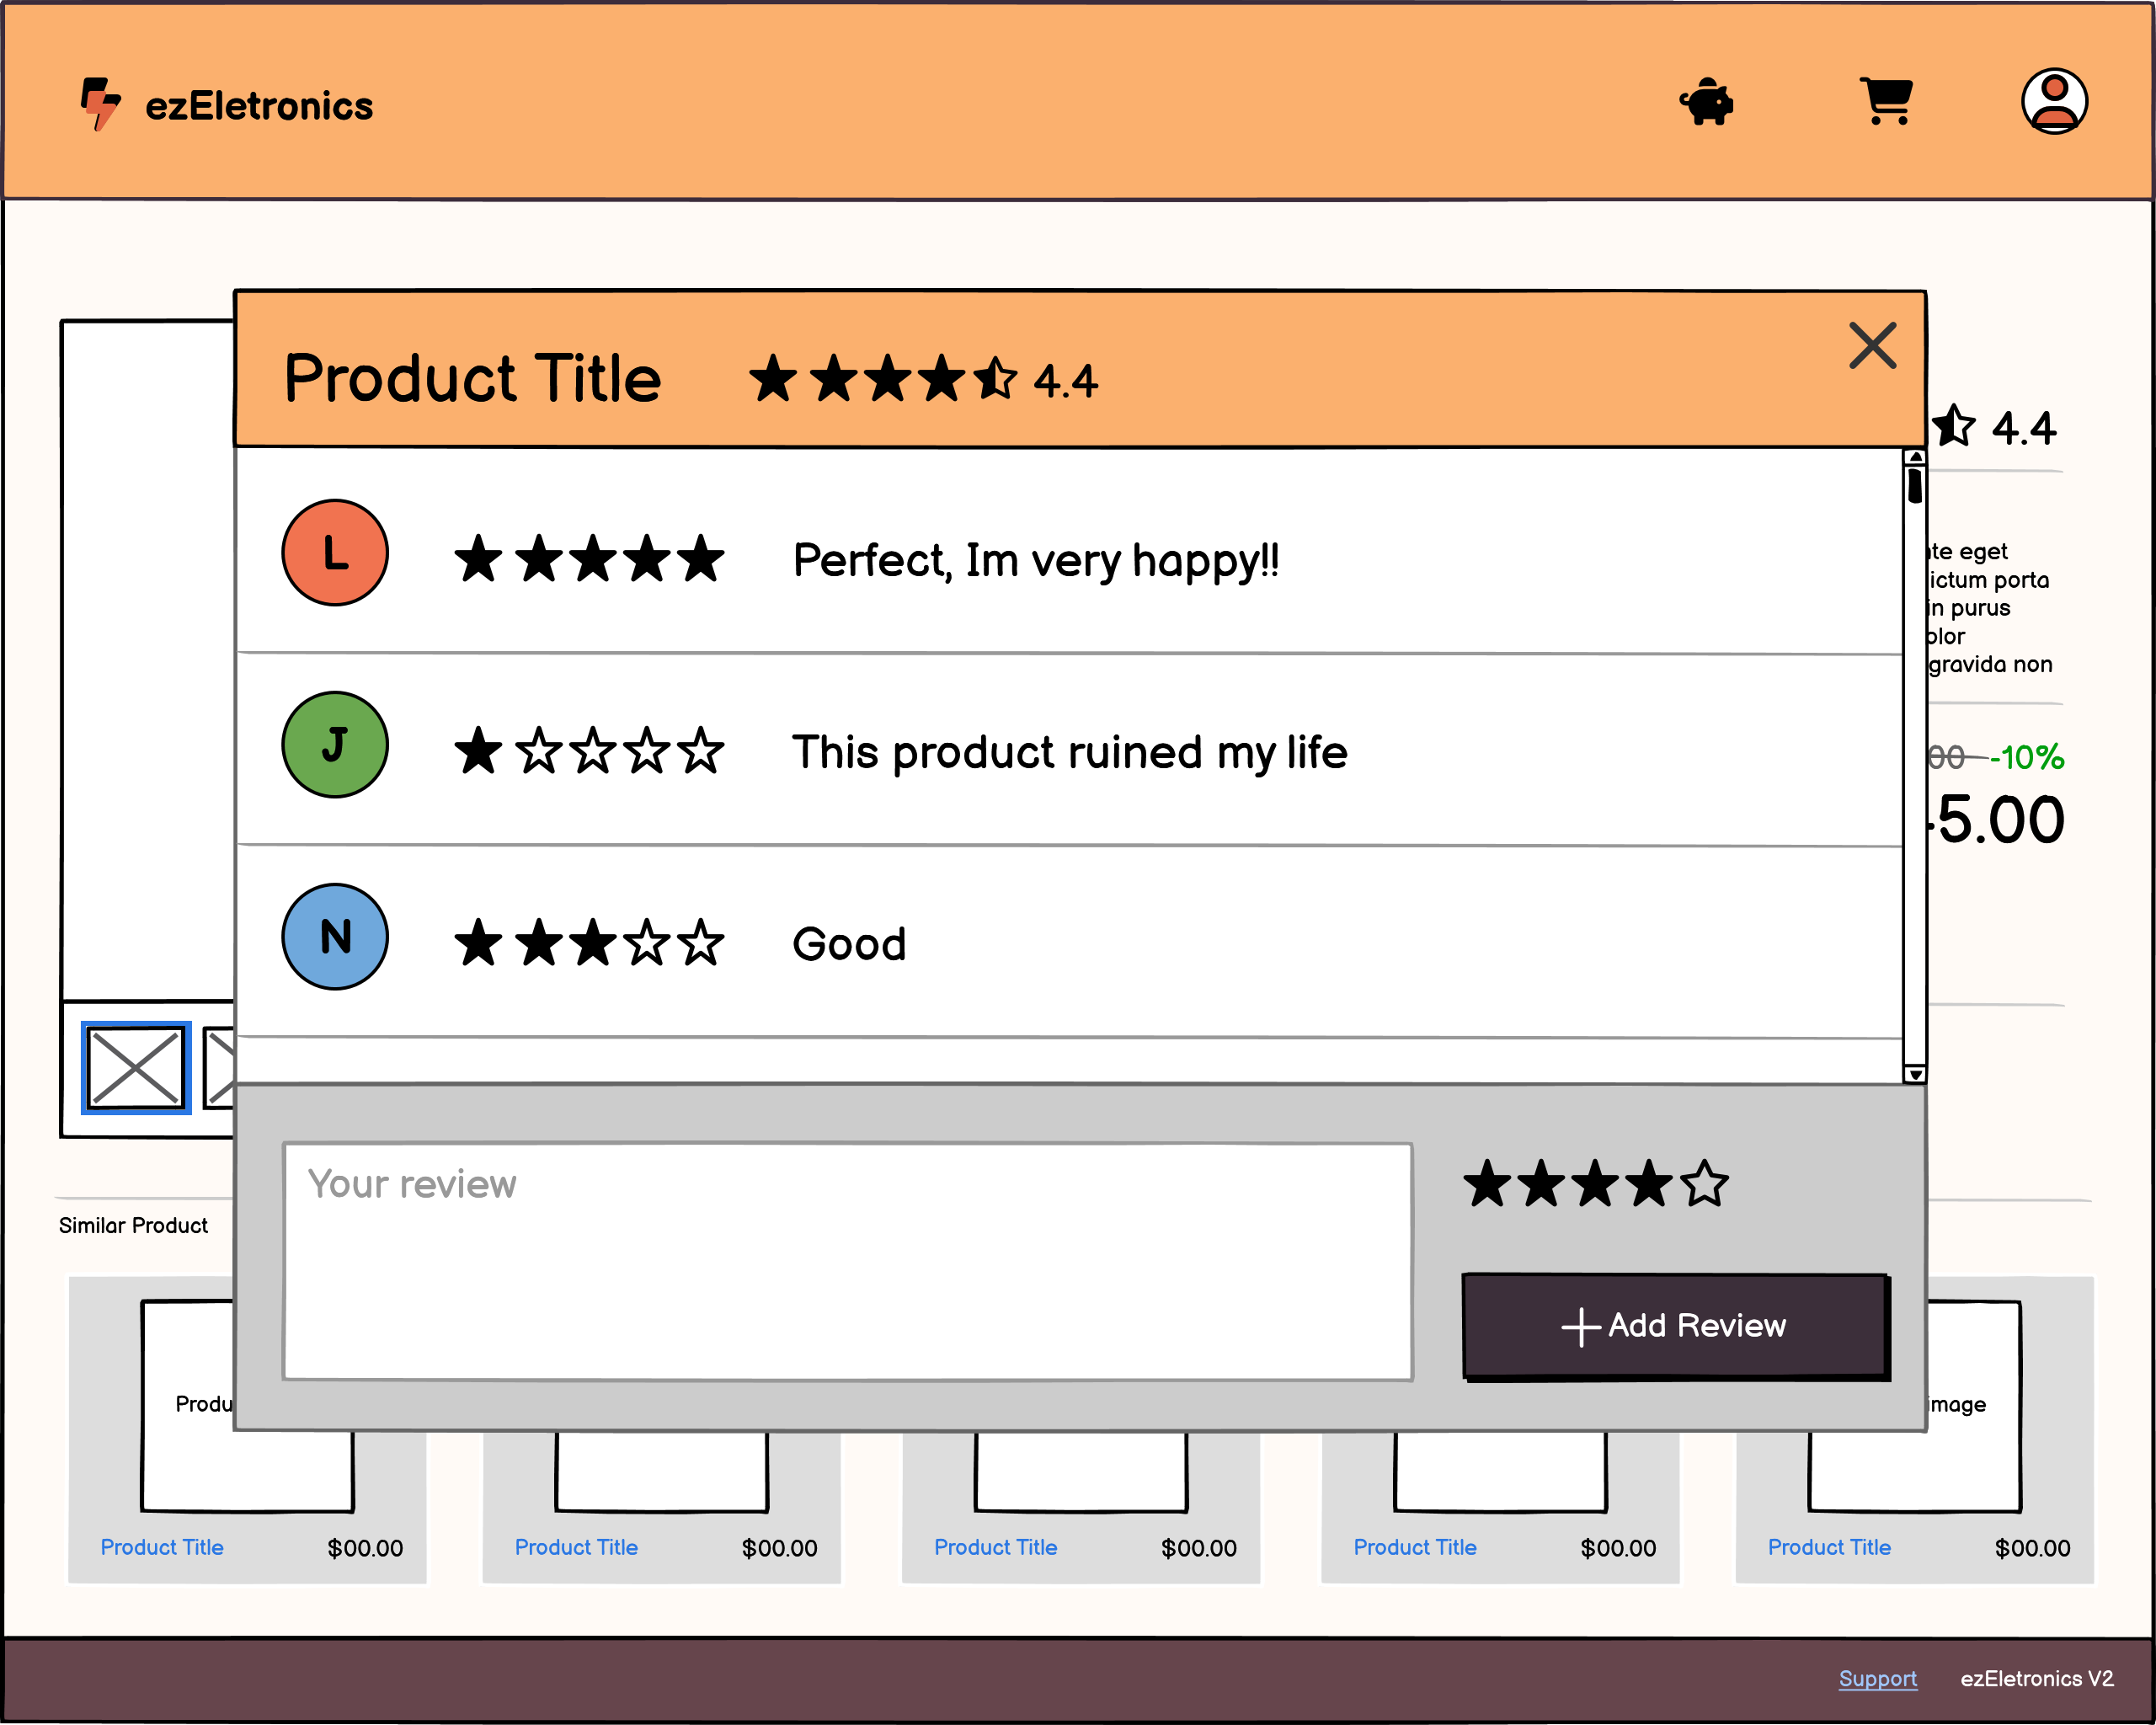 ezEletronics
Product Title 4.4
4.4
L Perfect, Im very happy!!
eget
ictum porta
in purus
olor
gravida non
J This product ruined my life
00 -10%
5.00
N Good
Your review
Similar Product
+ Add Review
Produ
image
Product Title $00.00
Product Title $00.00
Product Title $00.00
Product Title $00.00
Product Title $00.00
Support ezEletronics V2